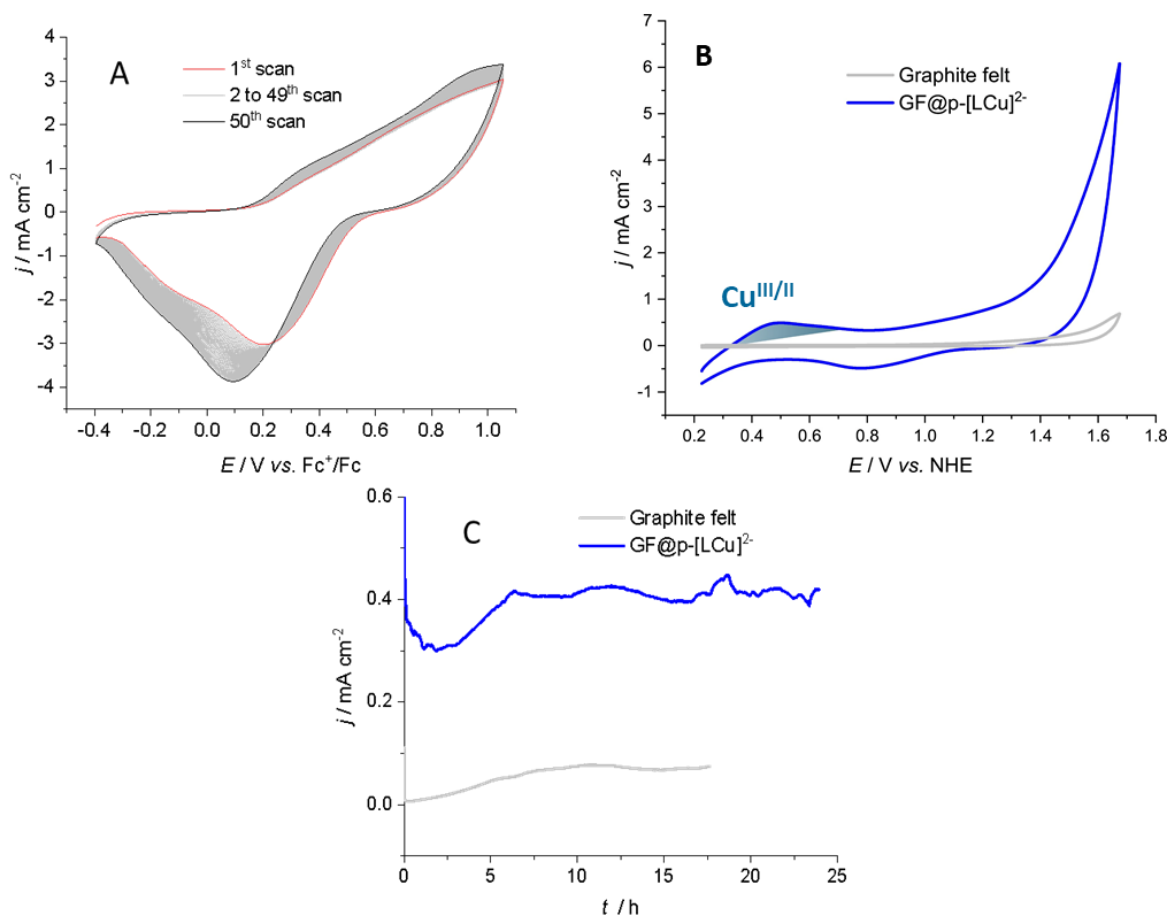 A
1st scan
2 to 49th scan
50th scan
4
3
2
1
0
-1
-2
-3
-4
j / mA cm-2
-0.4 -0.2 0.0 0.2 0.4 0.6 0.8 1.0
E / V vs. Fc+/Fc
B
Graphite felt
GF@p-[LCu]2-
CuIII/II
7
6
5
4
3
2
1
0
-1
j / mA cm-2
0.2 0.4 0.6 0.8 1.0 1.2 1.4 1.6 1.8
E / V vs. NHE
C
Graphite felt
GF@p-[LCu]2-
0.6
0.4
0.2
0.0
j / mA cm-2
0 5 10 15 20 25
t / h